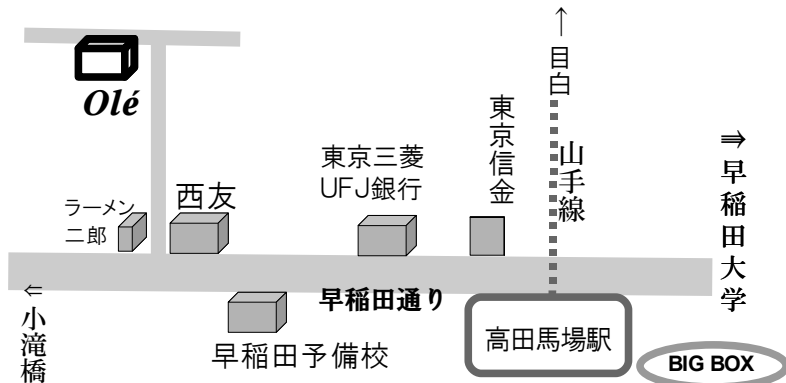 ↑
目白
Olé
東京信金
山手線
⇒早稲田大学
東京三菱
UFJ銀行
西友
ラーメン
二郎
早稲田通り
⇐小滝橋
早稲田予備校
高田馬場駅
BIG BOX